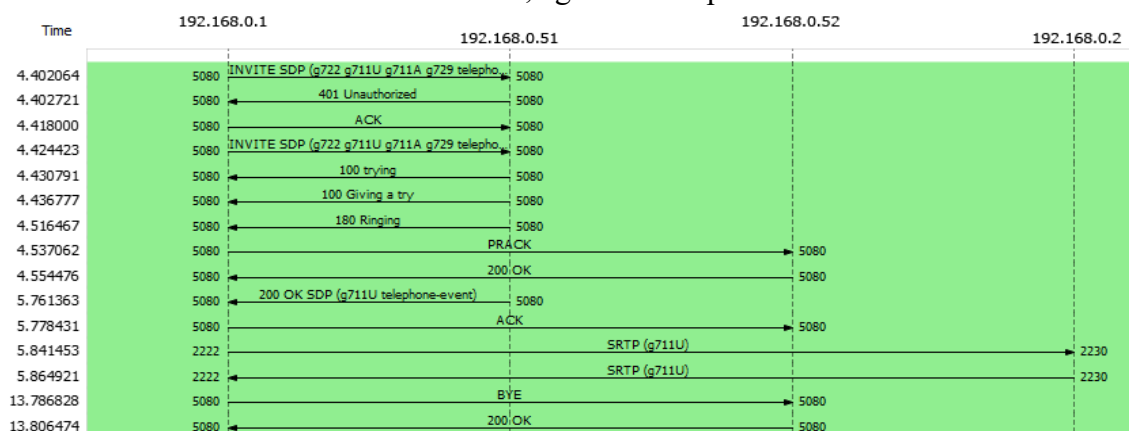 Time 192.168.0.1 192.168.0.51 192.168.0.52 192.168.0.2
4.402064 5080 INVITE SDP (g722 g711U g711A g729 telepho... 5080
4.402721 5080 401 Unauthorized 5080
4.418000 5080 ACK 5080
4.424423 5080 INVITE SDP (g722 g711U g711A g729 telepho... 5080
4.430791 5080 100 trying 5080
4.436777 5080 100 Giving a try 5080
4.516467 5080 180 Ringing 5080
4.537062 5080 PRACK 5080
4.554476 5080 200 OK 5080
5.761363 5080 200 OK SDP (g711U telephone-event) 5080
5.778431 5080 ACK 5080
5.841453 2222 SRTP (g711U) 2230
5.864921 2222 SRTP (g711U) 2230
13.786828 5080 BYE 5080
13.806474 5080 200 OK 5080